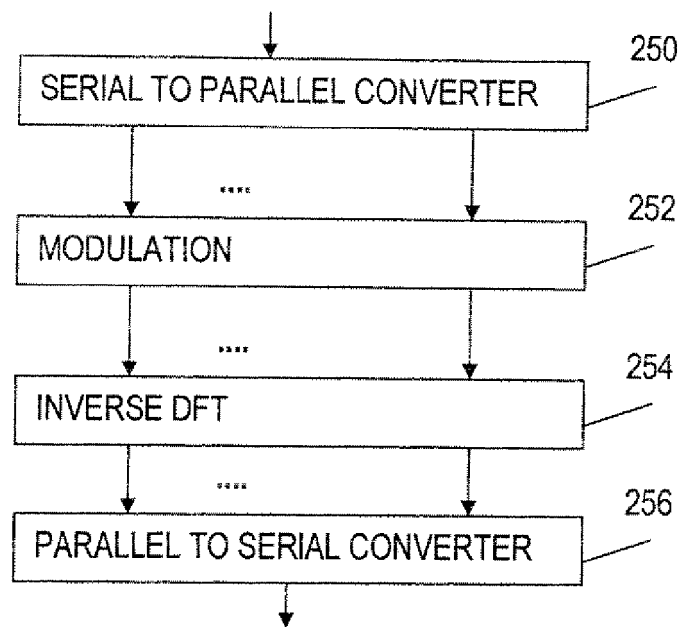 250
SERIAL TO PARALLEL CONVERTER
....
252
MODULATION
....
254
INVERSE DFT
....
256
PARALLEL TO SERIAL CONVERTER